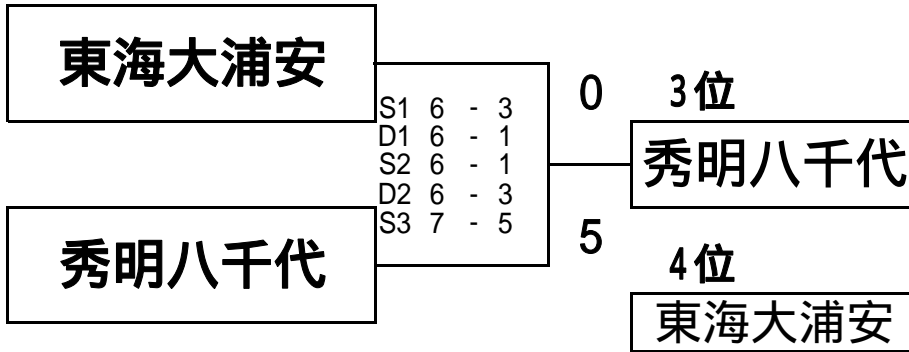 東海大浦安
S1 6 - 3
D1 6 - 1
S2 6 - 1
D2 6 - 3
S3 7 - 5
秀明八千代
0
5
3位
秀明八千代
4位
東海大浦安